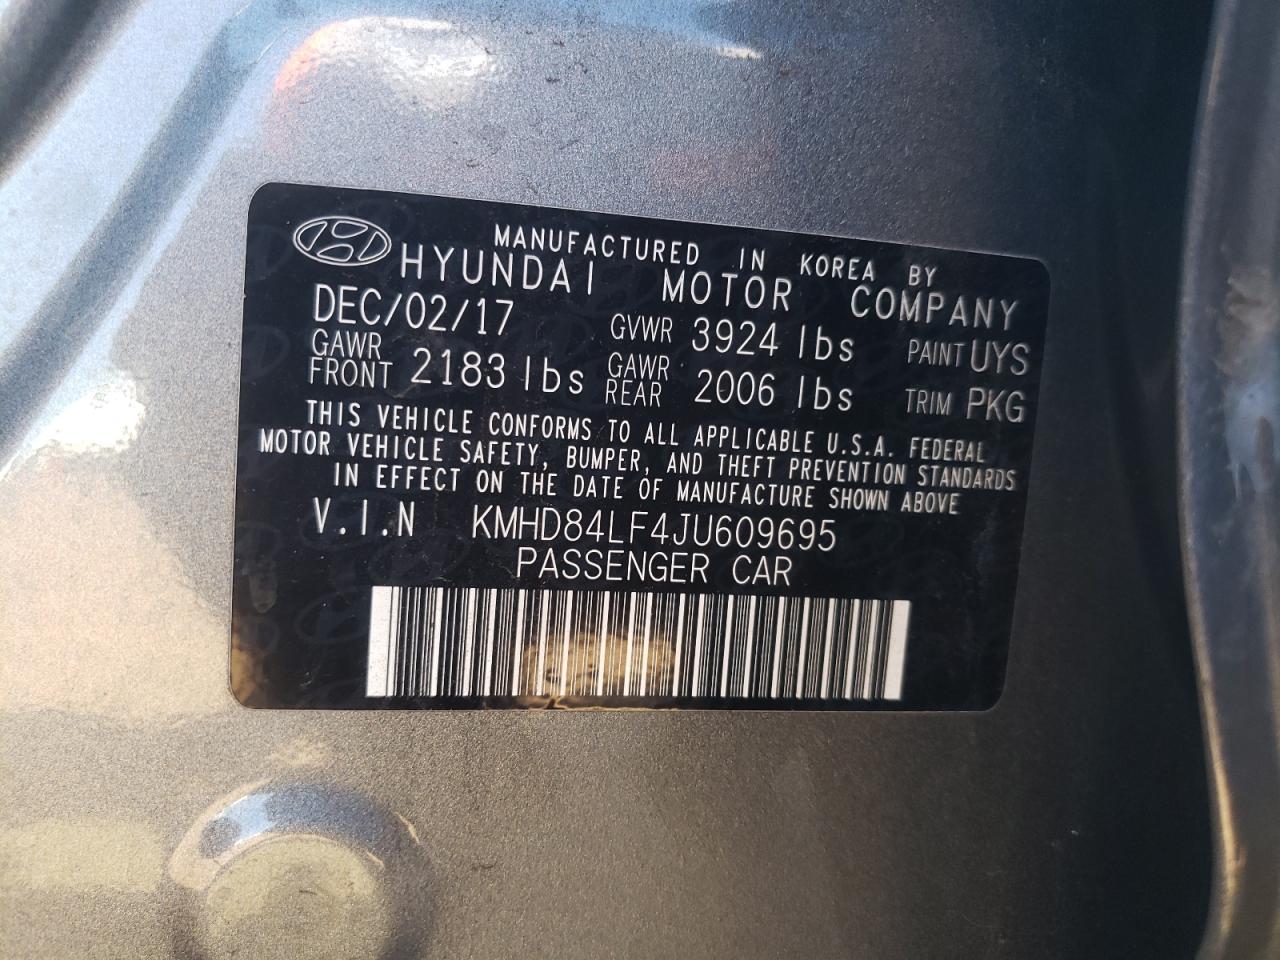 MANUFACTURED IN KOREA BY
HYUNDAI MOTOR COMPANY
DEC/02/17 GVWR 3924 lbs PAINT UYS
GAWR FRONT 2183 lbs GAWR REAR 2006 lbs TRIM PKG
THIS VEHICLE CONFORMS TO ALL APPLICABLE U.S.A. FEDERAL
MOTOR VEHICLE SAFETY, BUMPER, AND THEFT PREVENTION STANDARDS
IN EFFECT ON THE DATE OF MANUFACTURE SHOWN ABOVE
V.I.N KMHD84LF4JU609695
PASSENGER CAR